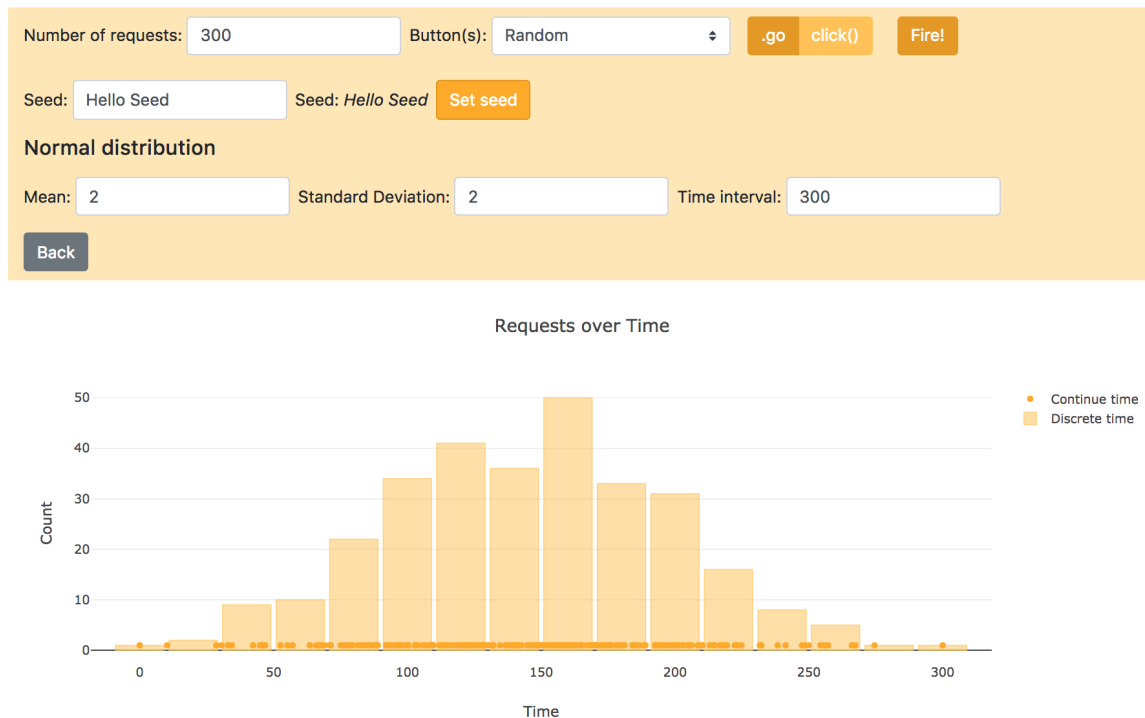 Number of requests: 300 Button(s): Random .go click() Fire!
Seed: Hello Seed Seed: Hello Seed Set seed
Normal distribution
Mean: 2 Standard Deviation: 2 Time interval: 300
Back
Requests over Time
50
40
30
20
10
0
Count
0 50 100 150 200 250 300
Time
Continue time
Discrete time